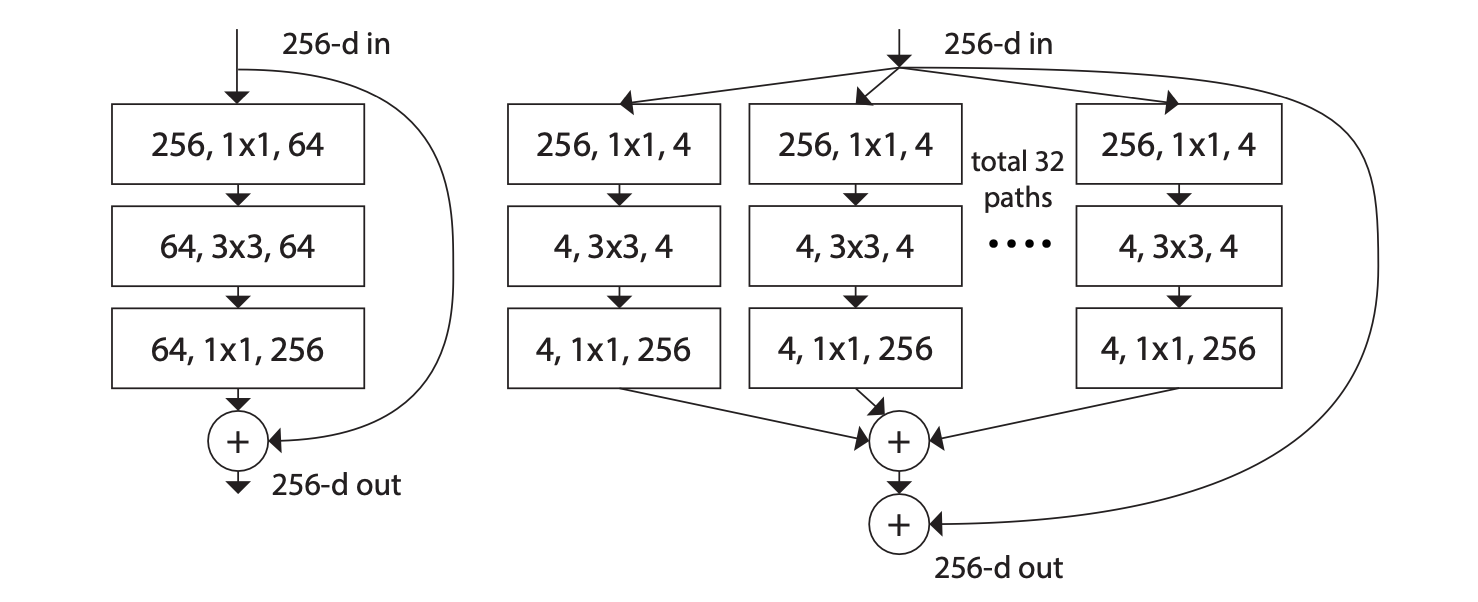 256-d in
256, 1x1, 64
64, 3x3, 64
64, 1x1, 256
+
256-d out
256-d in
256, 1x1, 4
4, 3x3, 4
4, 1x1, 256
256, 1x1, 4
4, 3x3, 4
4, 1x1, 256
total 32
paths
....
256, 1x1, 4
4, 3x3, 4
4, 1x1, 256
+
+
256-d out